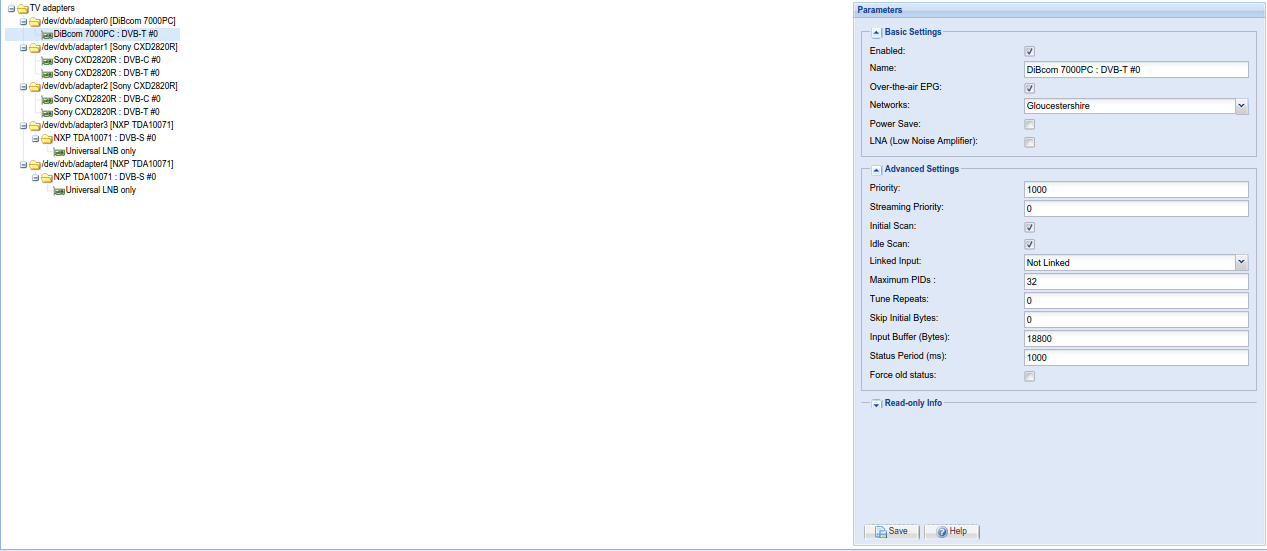 TV adapters
/dev/dvb/adapter0 [DiBcom 7000PC]
DiBcom 7000PC : DVB-T #0
/dev/dvb/adapter1 [Sony CXD2820R]
Sony CXD2820R : DVB-C #0
Sony CXD2820R : DVB-T #0
/dev/dvb/adapter2 [Sony CXD2820R]
Sony CXD2820R : DVB-C #0
Sony CXD2820R : DVB-T #0
/dev/dvb/adapter3 [NXP TDA10071]
NXP TDA10071 : DVB-S #0
Universal LNB only
/dev/dvb/adapter4 [NXP TDA10071]
NXP TDA10071 : DVB-S #0
Universal LNB only
Parameters
Basic Settings
Enabled:
Name: DiBcom 7000PC : DVB-T #0
Over-the-air EPG:
Networks: Gloucestershire
Power Save:
LNA (Low Noise Amplifier):
Advanced Settings
Priority: 1000
Streaming Priority: 0
Initial Scan:
Idle Scan:
Linked Input: Not Linked
Maximum PIDs : 32
Tune Repeats: 0
Skip Initial Bytes: 0
Input Buffer (Bytes): 18800
Status Period (ms): 1000
Force old status:
Read-only Info
Save Help